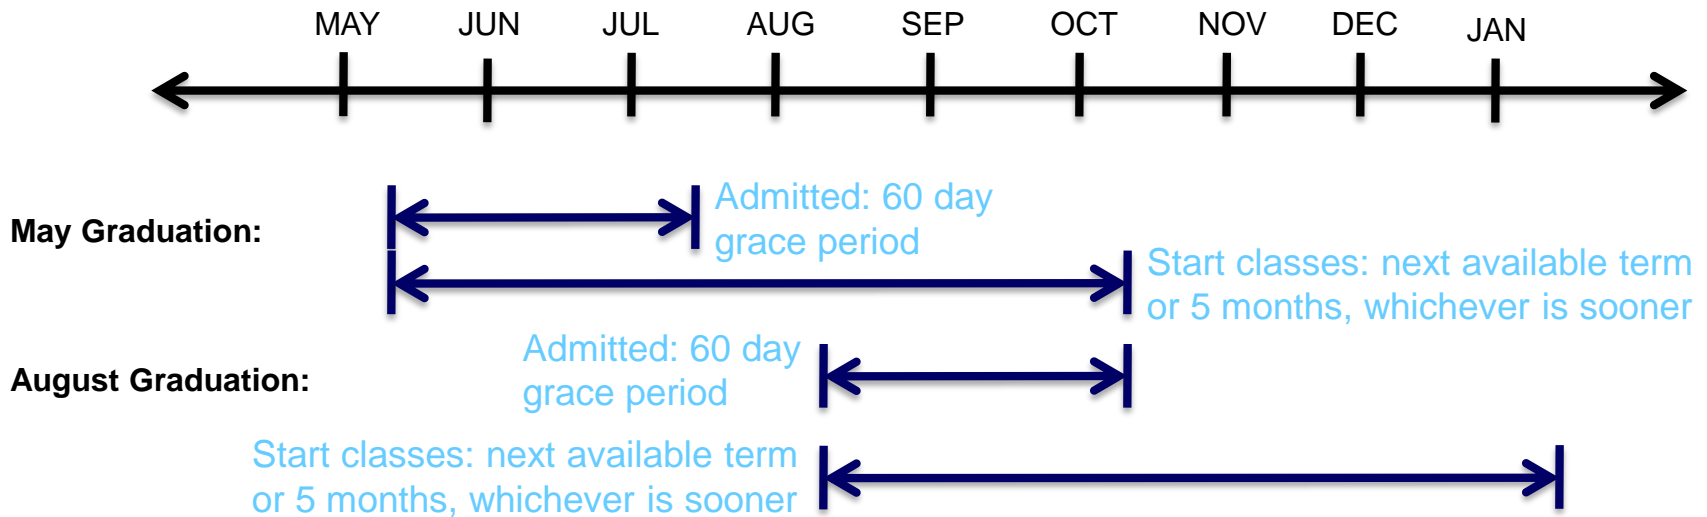 MAY JUN JUL AUG SEP OCT NOV DEC JAN
May Graduation:
Admitted: 60 day
grace period
Start classes: next available term
or 5 months, whichever is sooner
August Graduation:
Admitted: 60 day
grace period
Start classes: next available term
or 5 months, whichever is sooner